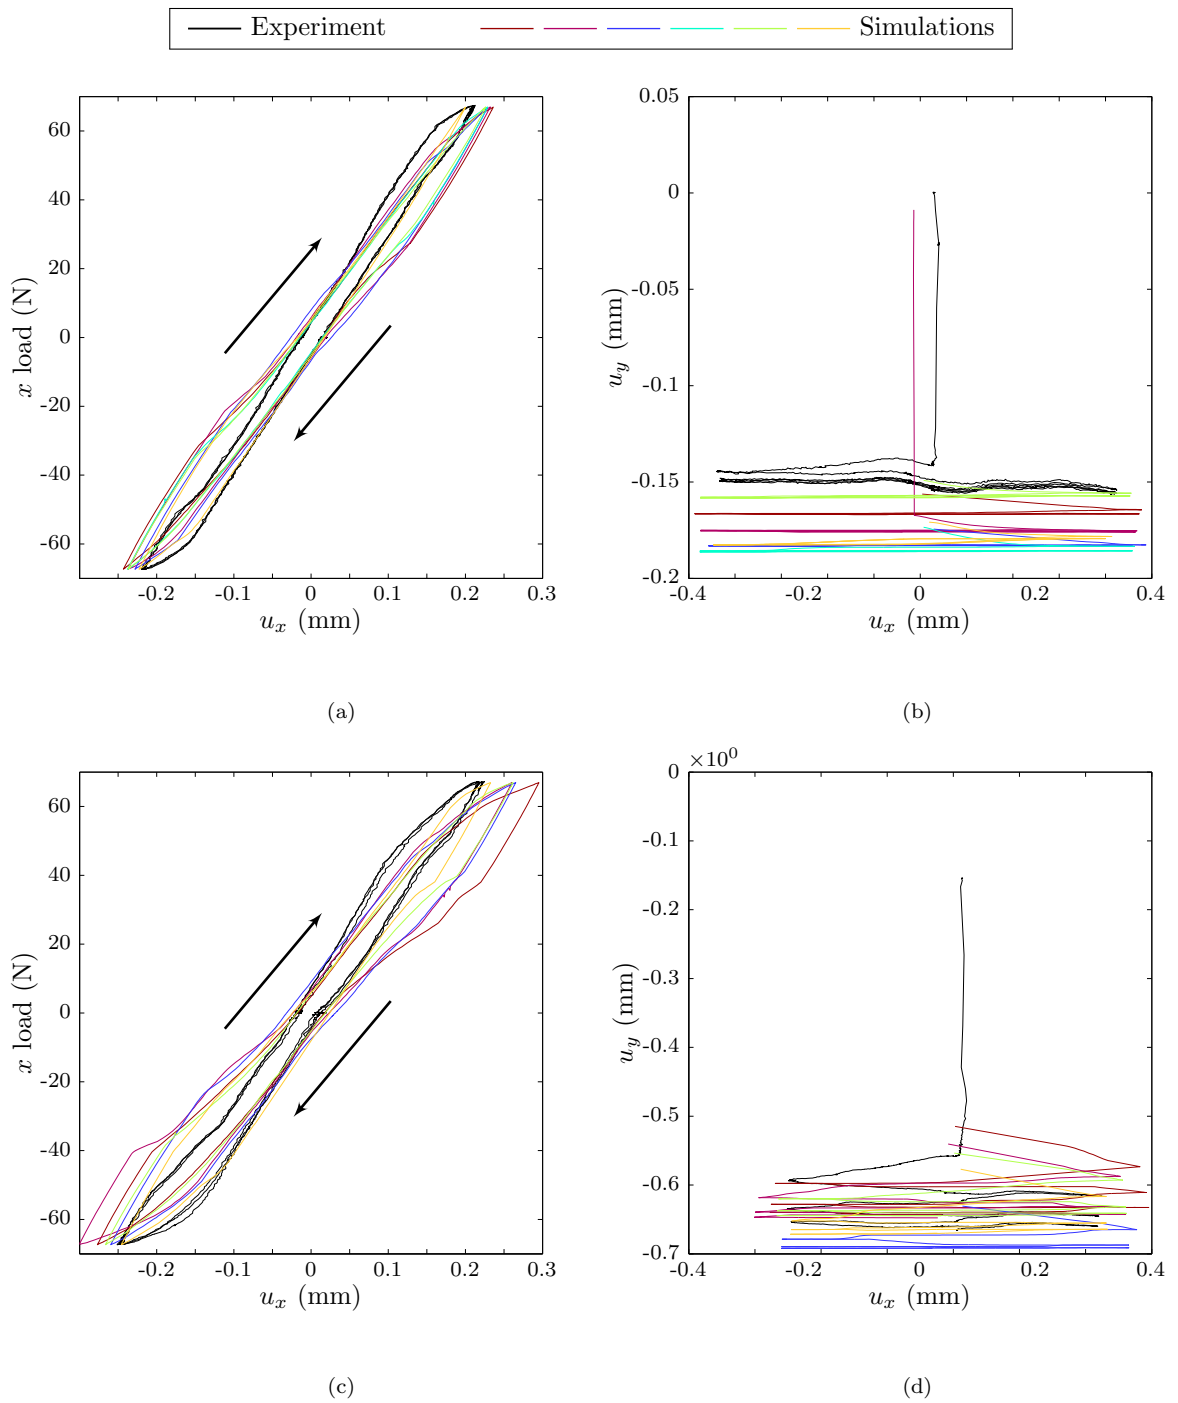 Experiment Simulations
60
40
20
0
-20
-40
-60
-0.2 -0.1 0 0.1 0.2 0.3
x load (N)
u_x (mm)
(a)
0.05
0
-0.05
-0.1
-0.15
-0.2
-0.4 -0.2 0 0.2 0.4
u_y (mm)
u_x (mm)
(b)
60
40
20
0
-20
-40
-60
-0.2 -0.1 0 0.1 0.2 0.3
x load (N)
u_x (mm)
(c)
×10⁰
0
-0.1
-0.2
-0.3
-0.4
-0.5
-0.6
-0.7
-0.4 -0.2 0 0.2 0.4
u_y (mm)
u_x (mm)
(d)